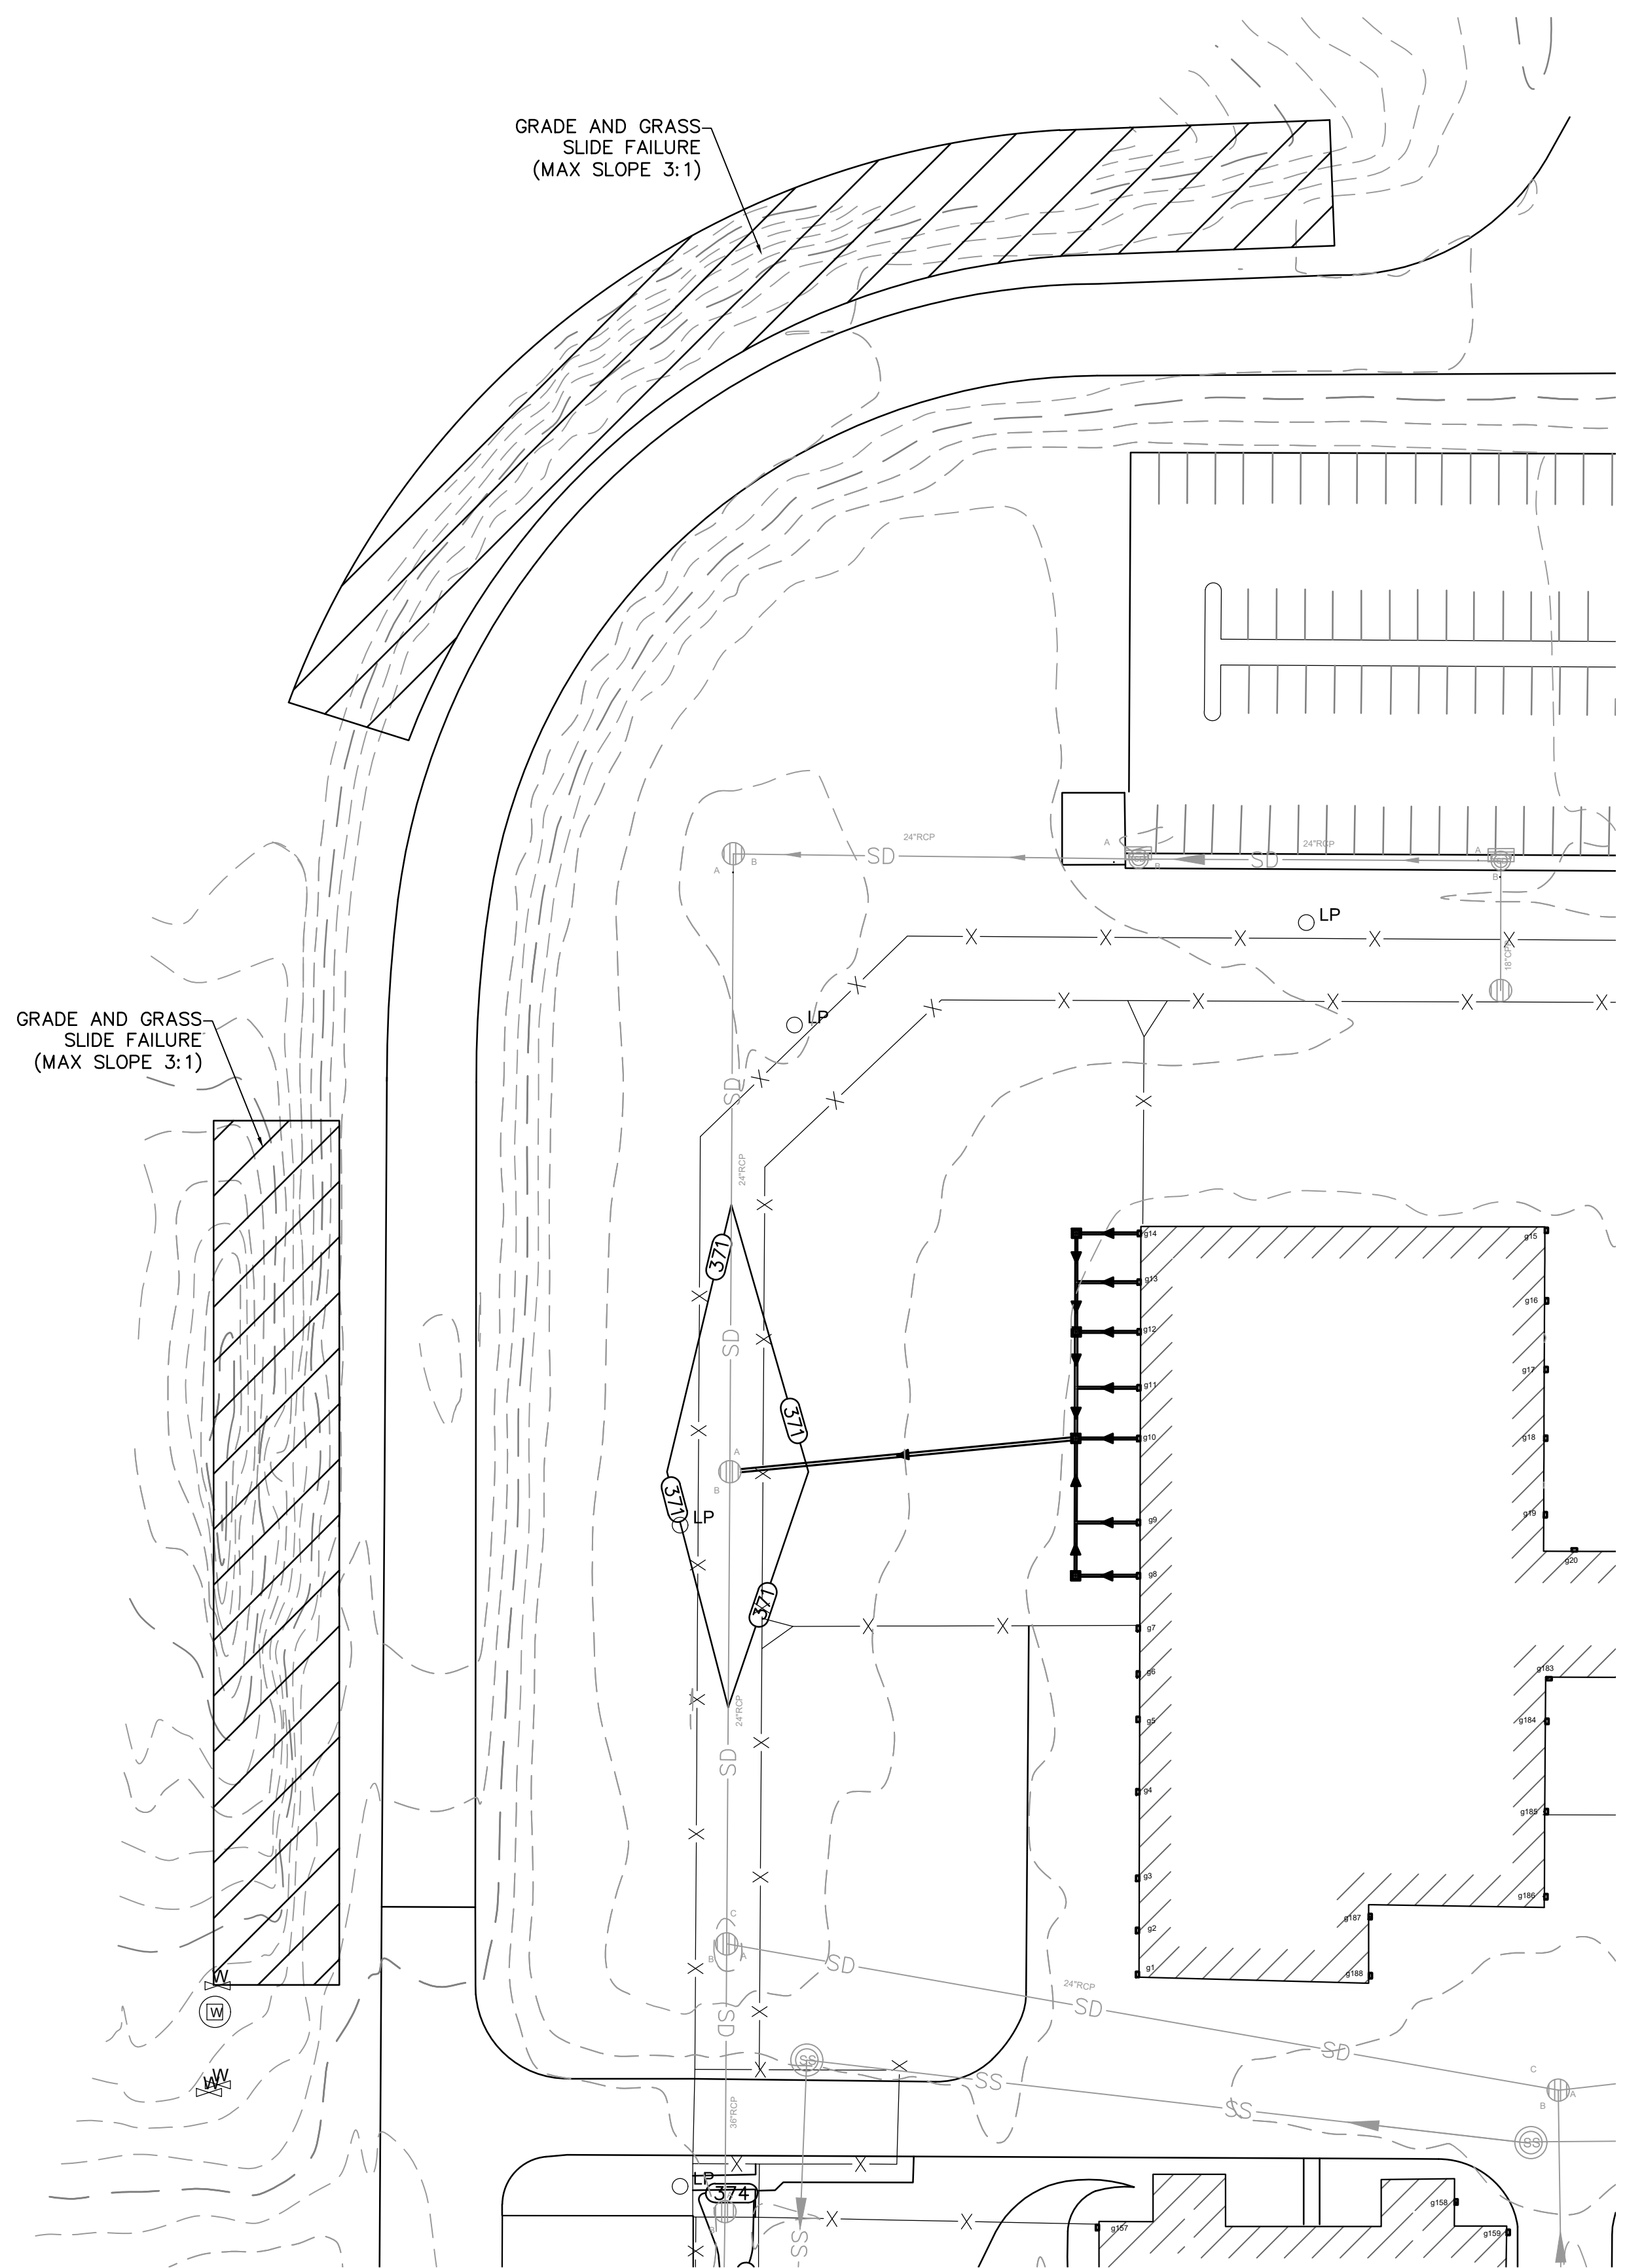 GRADE AND GRASS
SLIDE FAILURE
(MAX SLOPE 3:1)
24"RCP
SD
A
B
A
B
SD
24"RCP
A
B
LP
X
X
X
X
X
18"CPP
X
LP
X
X
X
X
X
X
GRADE AND GRASS
SLIDE FAILURE
(MAX SLOPE 3:1)
SD
X
X
X
24"RCP
X
371
X
X
SD
371
X
A
B
X
371
LP
X
371
X
X
X
24"RCP
X
SD
X
X
g14
g13
g12
g11
g10
g9
g8
g7
g6
g5
g4
g3
g2
g1
g15
g16
g17
g18
g19
g20
g183
g184
g185
g186
g187
g188
C
B
A
SD
24"RCP
SD
SD
X
X
SD
W
W
W
W
SS
X
X
SS
SS
SS
C
A
B
36"RCP
X
X
LP
374
B
X
X
X
SS
g157
g158
g159